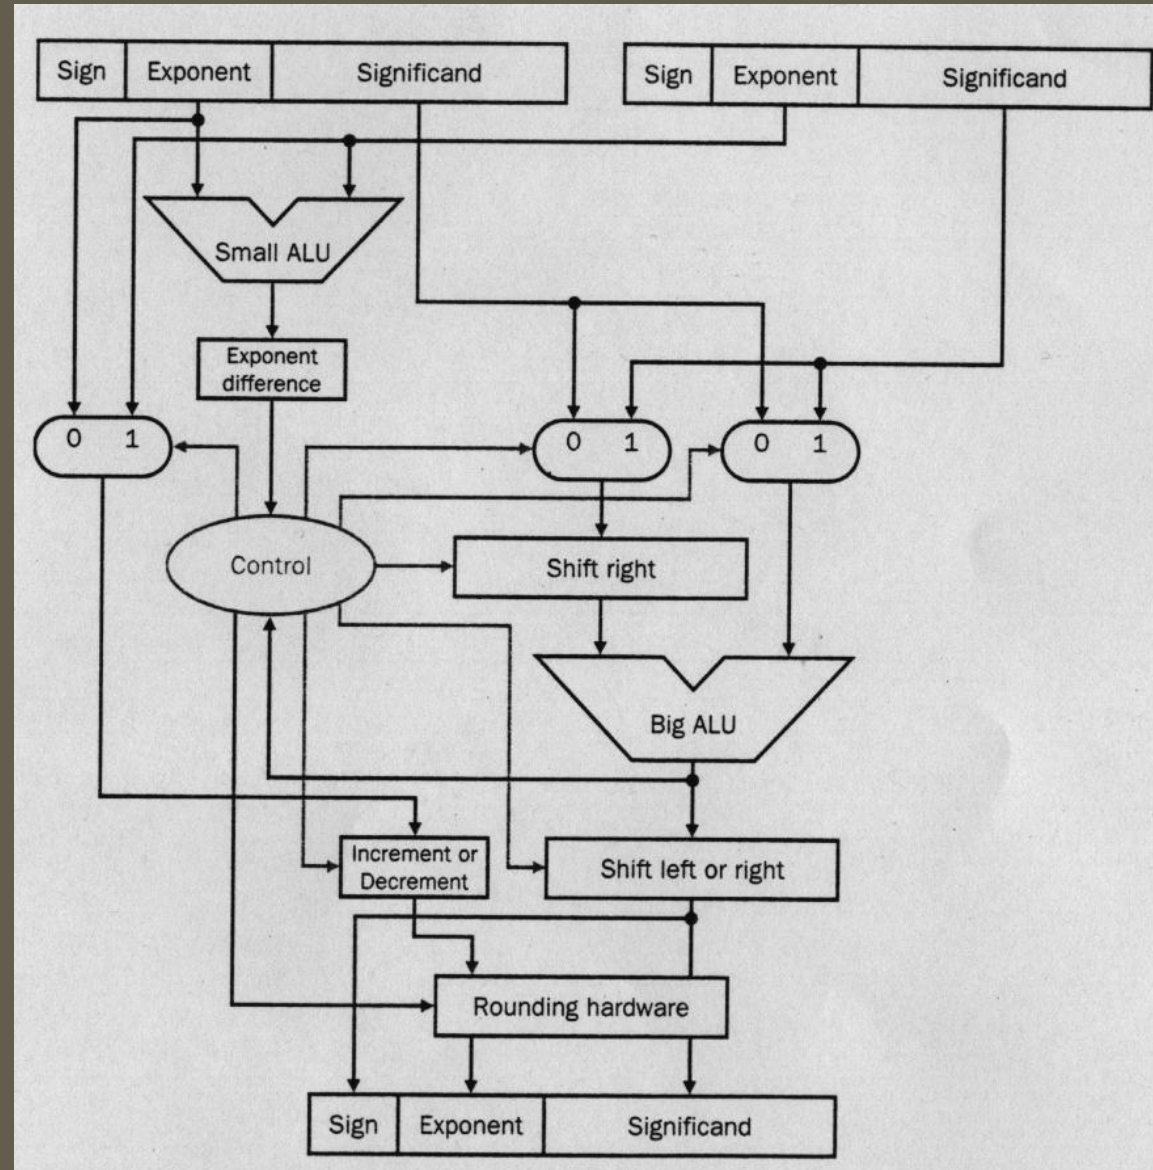 Sign Exponent Significand Sign Exponent Significand
Small ALU
Exponent
difference
0 1 0 1 0 1
Control
Shift right
Big ALU
Increment or
Decrement
Shift left or right
Rounding hardware
Sign Exponent Significand